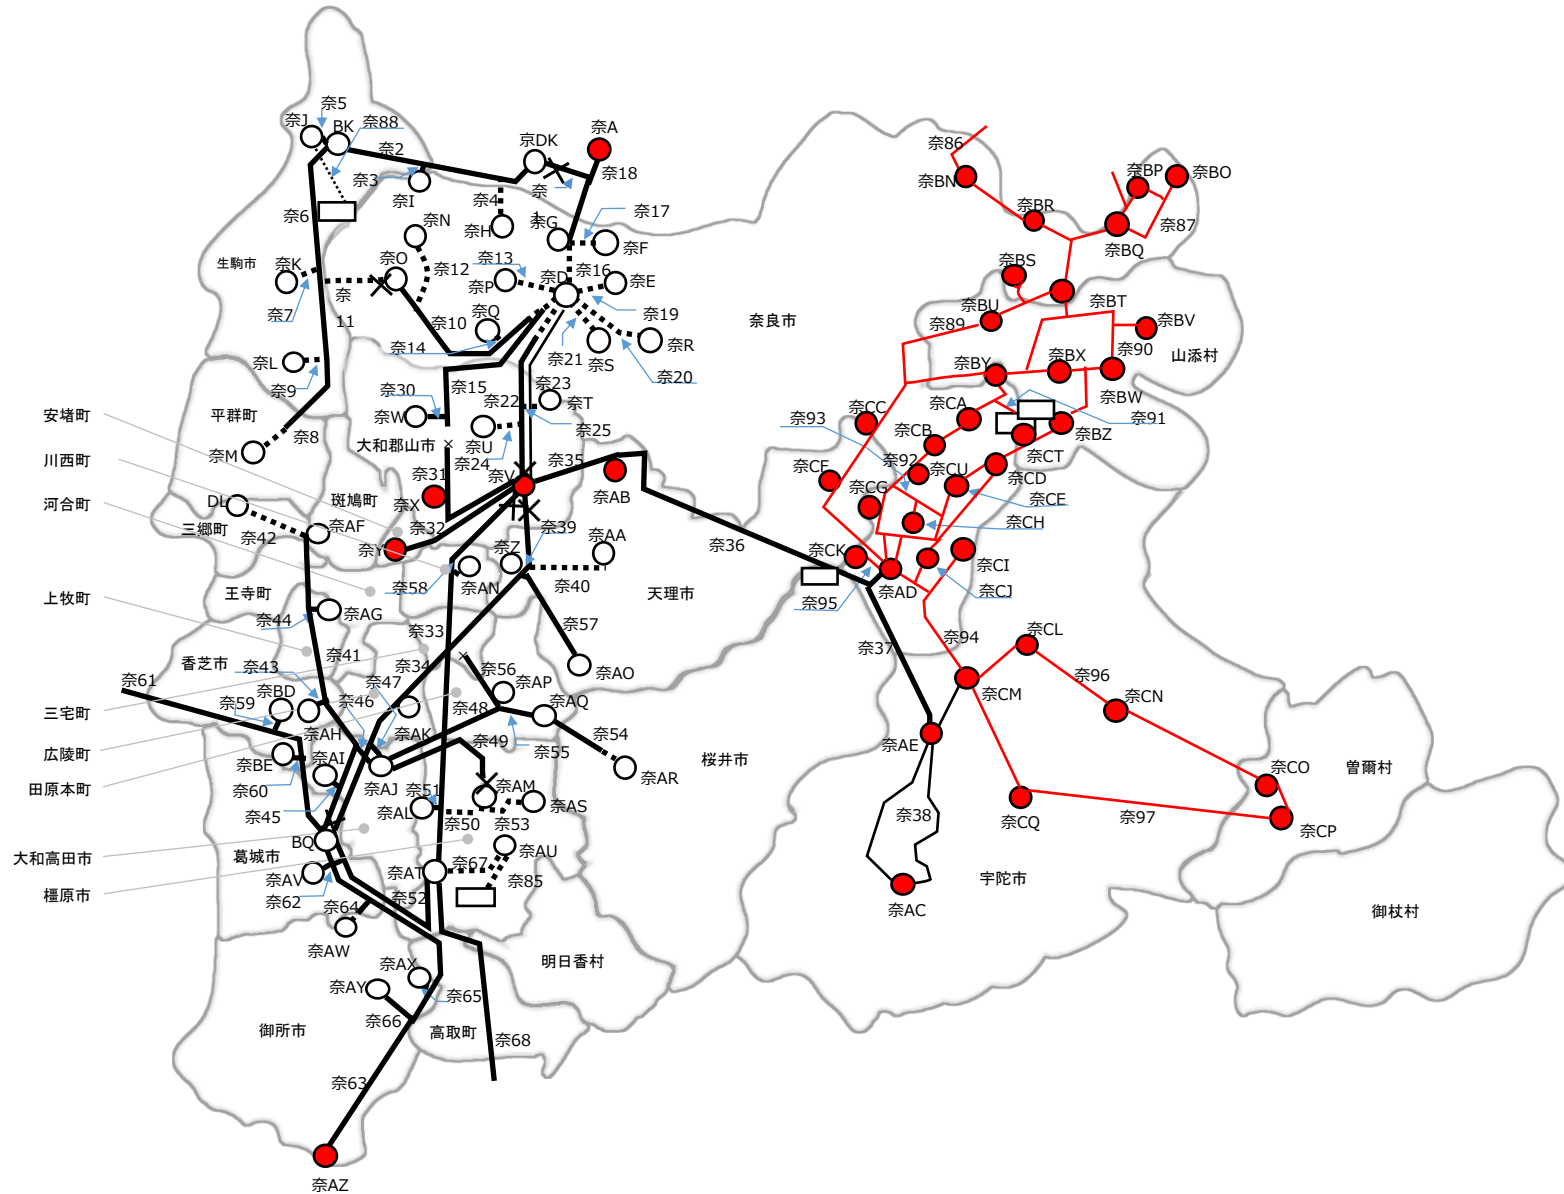 奈5
奈J
BK
奈88
奈2
奈3
奈I
京DK
奈A
奈18
奈
1
奈4
奈H
奈G
奈17
奈F
奈6
奈N
奈12
奈13
奈P
奈D
奈16
奈E
奈19
奈O
奈K
生駒市
奈7
奈
11
奈10
奈Q
奈14
奈21
奈S
奈R
奈20
奈L
奈9
奈15
奈30
奈W
奈22
奈23
奈T
奈25
奈U
奈24
平群町
奈8
奈M
大和郡山市
安堵町
川西町
河合町
上牧町
三宅町
広陵町
田原本町
大和高田市
橿原市
奈良市
奈86
奈BN
奈BR
奈BP
奈BO
奈87
奈BQ
奈BS
奈BT
奈BU
奈89
奈BV
奈90
山添村
奈BY
奈BX
奈BW
奈91
奈BZ
奈CA
奈CB
奈CC
奈93
奈92
奈CU
奈CT
奈CD
奈CE
奈CF
奈CG
奈CH
奈CI
奈CJ
奈CK
奈AD
奈95
奈94
奈35
奈V
奈AB
奈36
奈31
奈X
斑鳩町
奈32
奈Y
DL
三郷町
奈42
奈AF
奈39
奈Z
奈AA
奈40
奈58
奈AN
天理市
王寺町
奈44
奈AG
奈33
奈57
奈AO
奈41
香芝市
奈43
奈34
奈47
奈46
奈61
奈59
奈BD
奈AH
奈AK
奈56
奈AP
奈48
奈AQ
奈54
奈55
奈49
奈AR
奈BE
奈60
奈AI
奈AJ
奈45
奈51
奈AL
奈AM
奈AS
奈50
奈53
BQ
葛城市
奈AV
奈62
奈AT
奈67
奈AU
奈85
奈52
奈64
奈AW
奈AX
奈AY
奈65
奈66
明日香村
高取町
御所市
奈68
奈63
奈AZ
桜井市
奈37
奈AE
奈38
奈AC
奈CM
奈CL
奈96
奈CN
奈CO
奈CP
奈97
奈CQ
宇陀市
曽爾村
御杖村